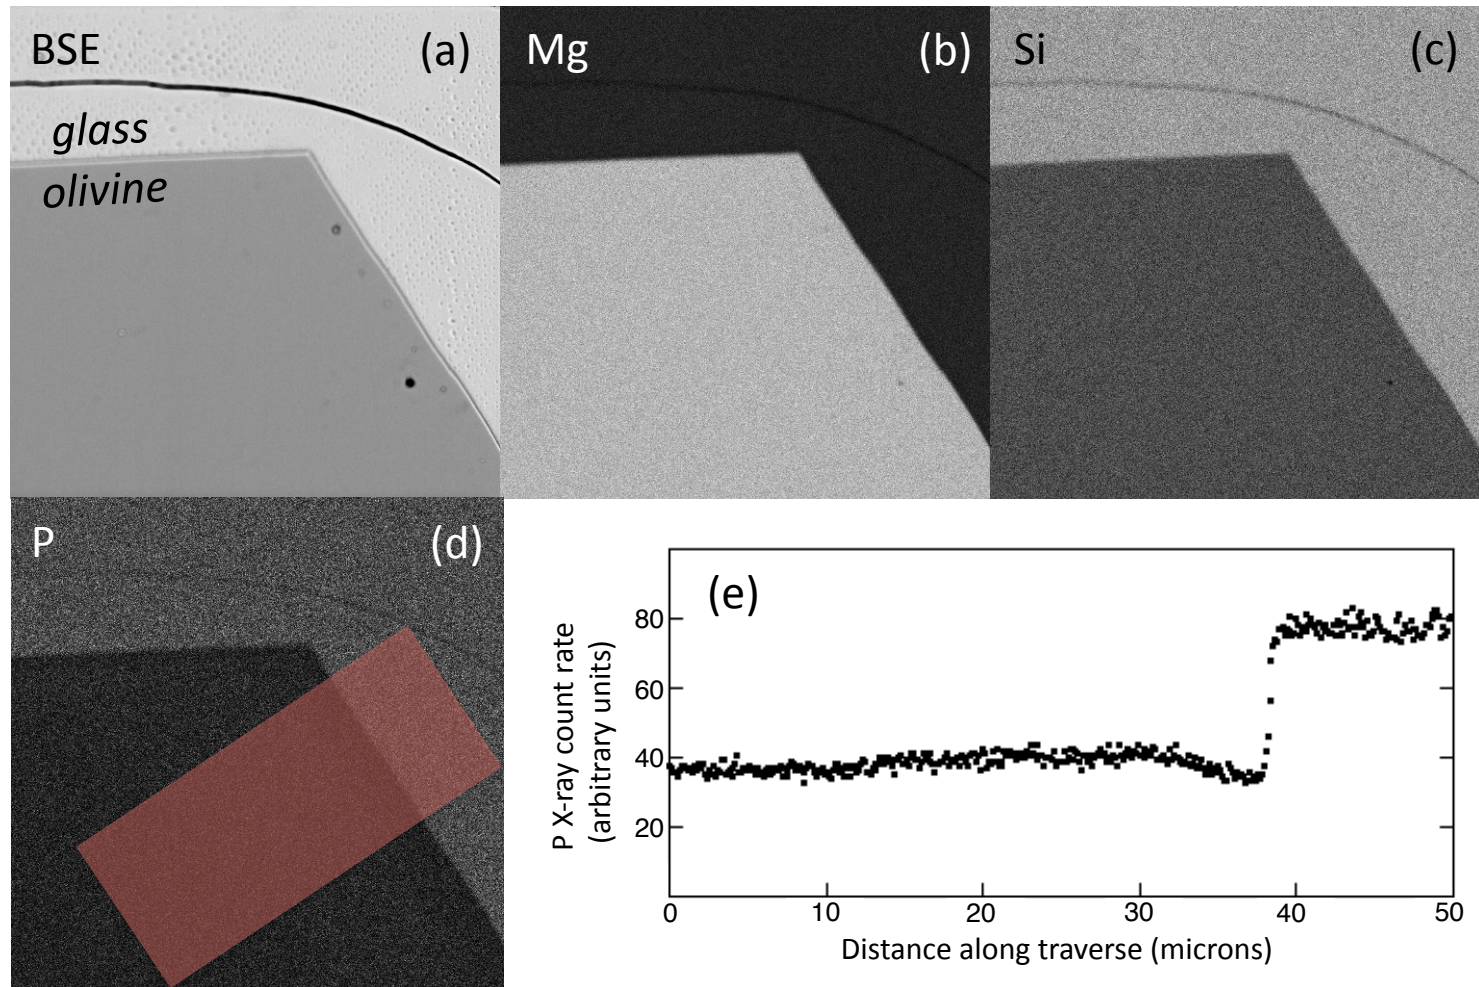 BSE
(a)
glass
olivine
Mg
(b)
Si
(c)
P
(d)
(e)
P X-ray count rate
(arbitrary units)
80
60
40
20
0
10
20
30
40
50
Distance along traverse (microns)